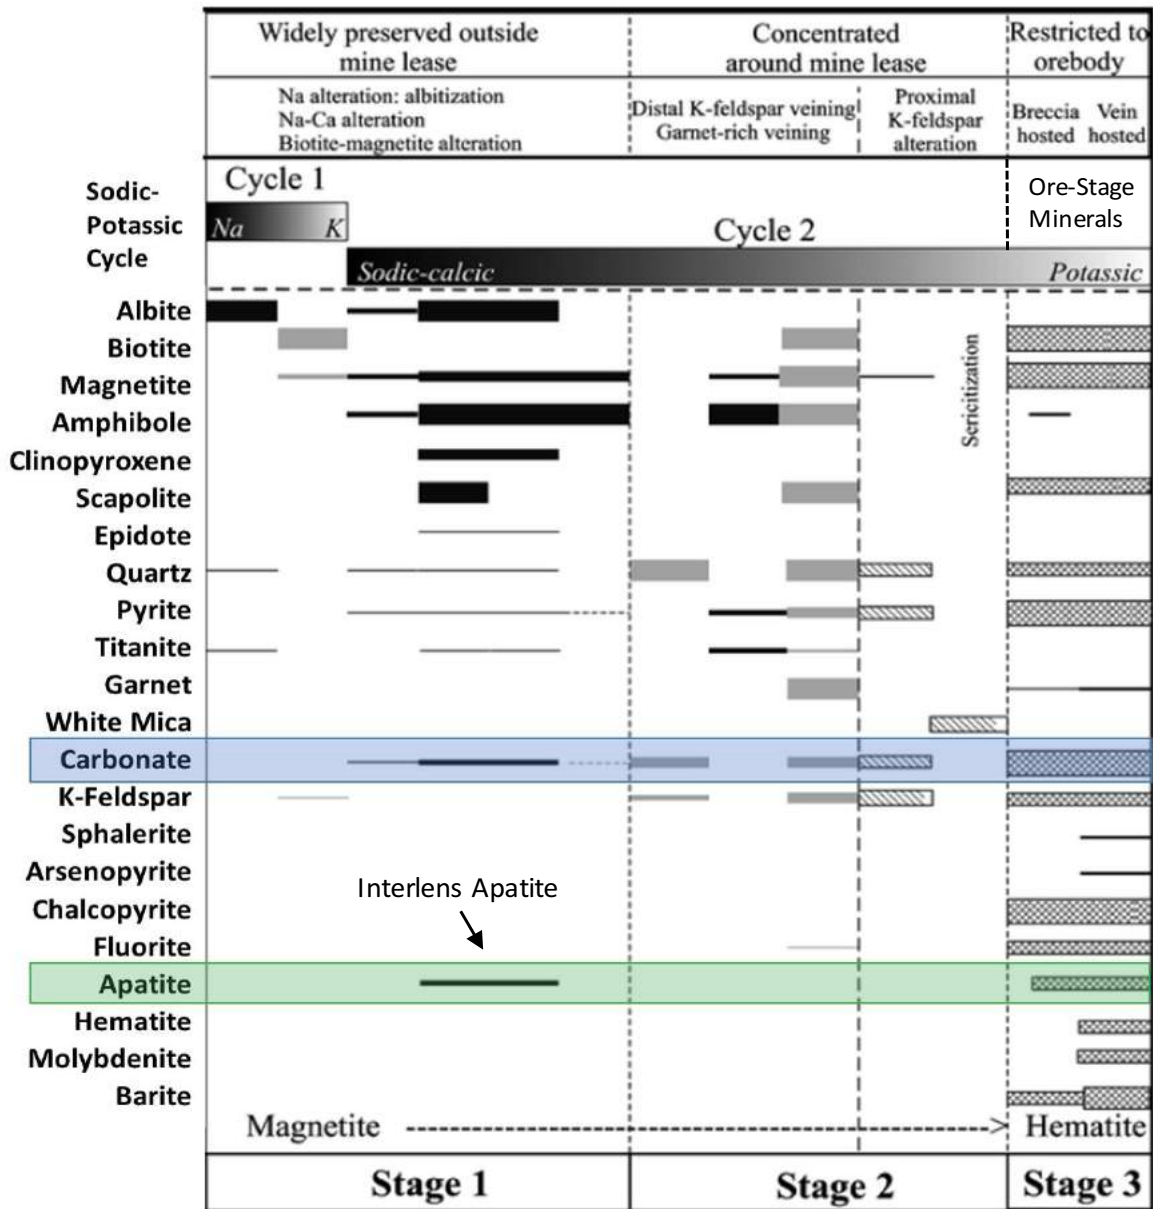 Widely preserved outside
mine lease
Concentrated
around mine lease
Restricted to
orebody
Na alteration: albitization
Na-Ca alteration
Biotite-magnetite alteration
Distal K-feldspar veining
Garnet-rich veining
Proximal
K-feldspar
alteration
Breccia hosted
Vein hosted
Sodic-
Potassic
Cycle
Cycle 1
Na K
Cycle 2
Ore-Stage
Minerals
Sodic-calcic Potassic
Albite
Biotite
Magnetite
Amphibole
Clinopyroxene
Scapolite
Epidote
Quartz
Pyrite
Titanite
Garnet
White Mica
Carbonate
K-Feldspar
Sphalerite
Arsenopyrite
Chalcopyrite
Fluorite
Apatite
Hematite
Molybdenite
Barite
Sericitization
Interlens Apatite
Magnetite Hematite
Stage 1 Stage 2 Stage 3